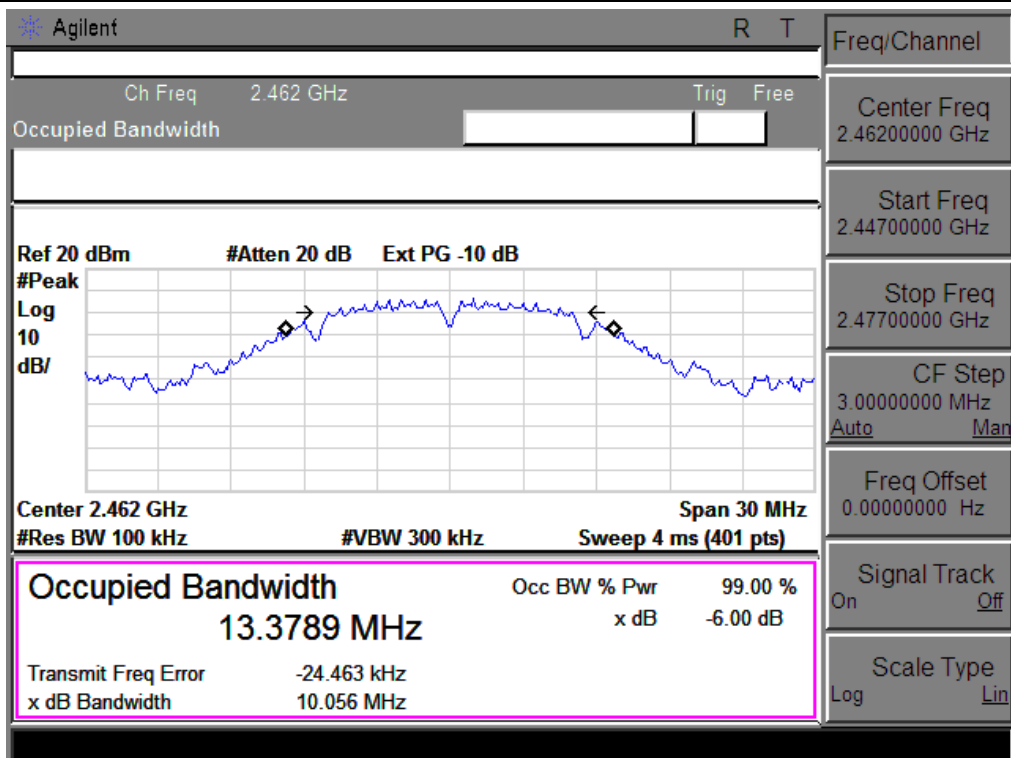 Agilent R T
Ch Freq 2.462 GHz Trig Free
Occupied Bandwidth
Ref 20 dBm #Atten 20 dB Ext PG -10 dB
#Peak
Log
10
dB/
Center 2.462 GHz Span 30 MHz
#Res BW 100 kHz #VBW 300 kHz Sweep 4 ms (401 pts)
Occupied Bandwidth Occ BW % Pwr 99.00 %
13.3789 MHz x dB -6.00 dB
Transmit Freq Error -24.463 kHz
x dB Bandwidth 10.056 MHz
Freq/Channel
Center Freq
2.46200000 GHz
Start Freq
2.44700000 GHz
Stop Freq
2.47700000 GHz
CF Step
3.00000000 MHz
Auto Man
Freq Offset
0.00000000 Hz
Signal Track
On Off
Scale Type
Log Lin